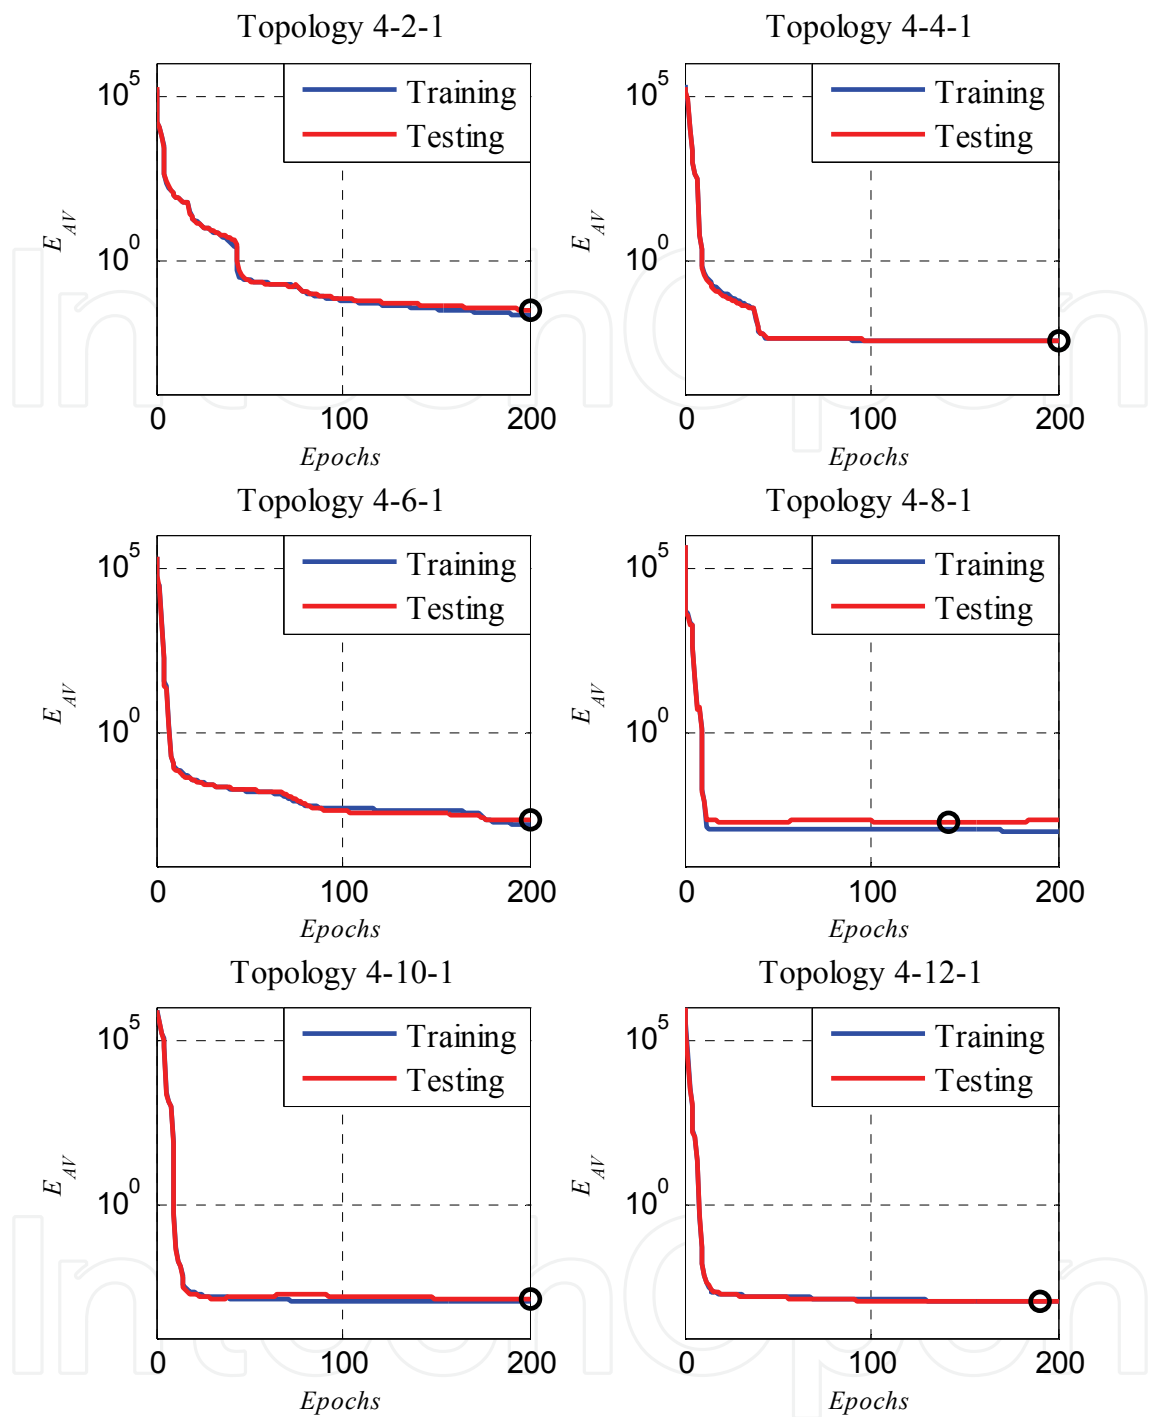 Topology 4-2-1
Topology 4-4-1
10^5
Training
Testing
10^5
Training
Testing
E_AV
10^0
E_AV
10^0
0 100 200
0 100 200
Epochs
Epochs
Topology 4-6-1
Topology 4-8-1
10^5
Training
Testing
10^5
Training
Testing
E_AV
10^0
E_AV
10^0
0 100 200
0 100 200
Epochs
Epochs
Topology 4-10-1
Topology 4-12-1
10^5
Training
Testing
10^5
Training
Testing
E_AV
10^0
E_AV
10^0
0 100 200
0 100 200
Epochs
Epochs
InTechOpen
InTechOpen